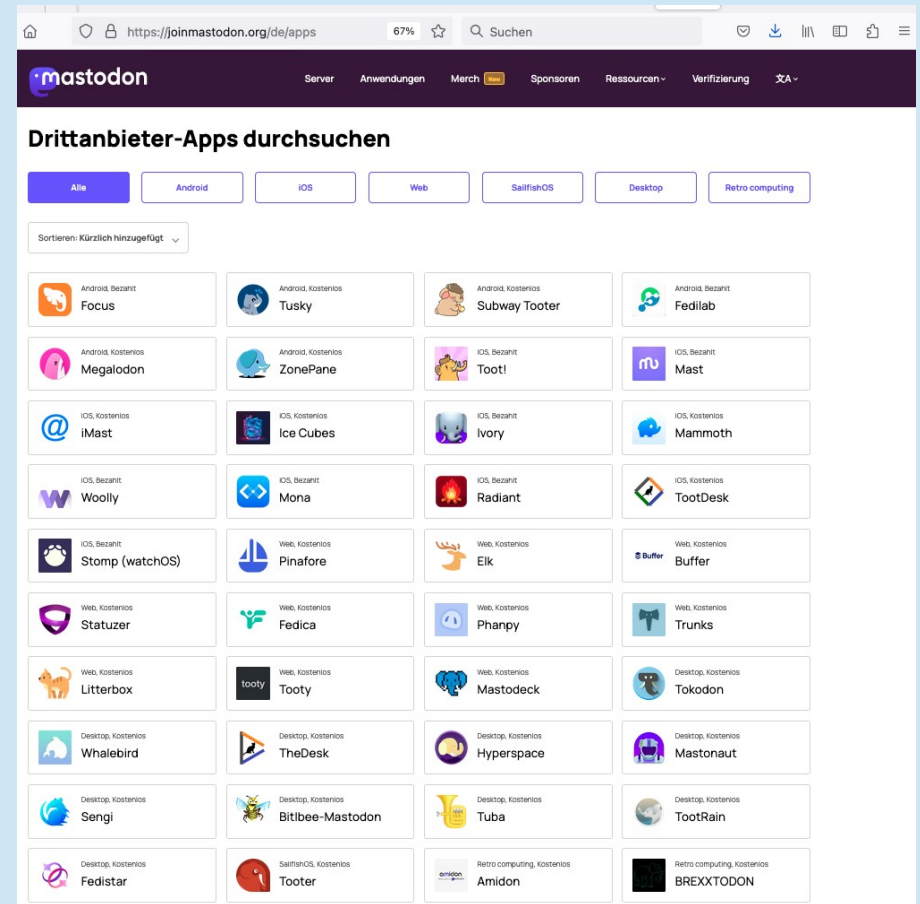 https://joinmastodon.org/de/apps 67% Suchen
mastodon Server Anwendungen Merch New Sponsoren Ressourcen Verifizierung 文A
Drittanbieter-Apps durchsuchen
Alle Android iOS Web SailfishOS Desktop Retro computing
Sortieren: Kürzlich hinzugefügt
Android, Bezahlt
Focus
Android, Kostenlos
Tusky
Android, Kostenlos
Subway Tooter
Android, Bezahlt
Fedilab
Android, Kostenlos
Megalodon
Android, Kostenlos
ZonePane
iOS, Bezahlt
Toot!
iOS, Bezahlt
Mast
iOS, Kostenlos
iMast
iOS, Kostenlos
Ice Cubes
iOS, Bezahlt
Ivory
iOS, Kostenlos
Mammoth
iOS, Bezahlt
Woolly
iOS, Bezahlt
Mona
iOS, Bezahlt
Radiant
iOS, Kostenlos
TootDesk
iOS, Bezahlt
Stomp (watchOS)
Web, Kostenlos
Pinafore
Web, Kostenlos
Elk
Buffer
Web, Kostenlos
Buffer
Web, Kostenlos
Statuzer
Web, Kostenlos
Fedica
Web, Kostenlos
Phanpy
Web, Kostenlos
Trunks
Web, Kostenlos
Litterbox
tooty
Web, Kostenlos
Tooty
Web, Kostenlos
Mastodeck
Desktop, Kostenlos
Tokodon
Desktop, Kostenlos
Whalebird
Desktop, Kostenlos
TheDesk
Desktop, Kostenlos
Hyperspace
Desktop, Kostenlos
Mastonaut
Desktop, Kostenlos
Sengi
Desktop, Kostenlos
Bitlbee-Mastodon
Desktop, Kostenlos
Tuba
Desktop, Kostenlos
TootRain
Desktop, Kostenlos
Fedistar
SailfishOS, Kostenlos
Tooter
amidon
Retro computing, Kostenlos
Amidon
Retro computing, Kostenlos
BREXXTODON